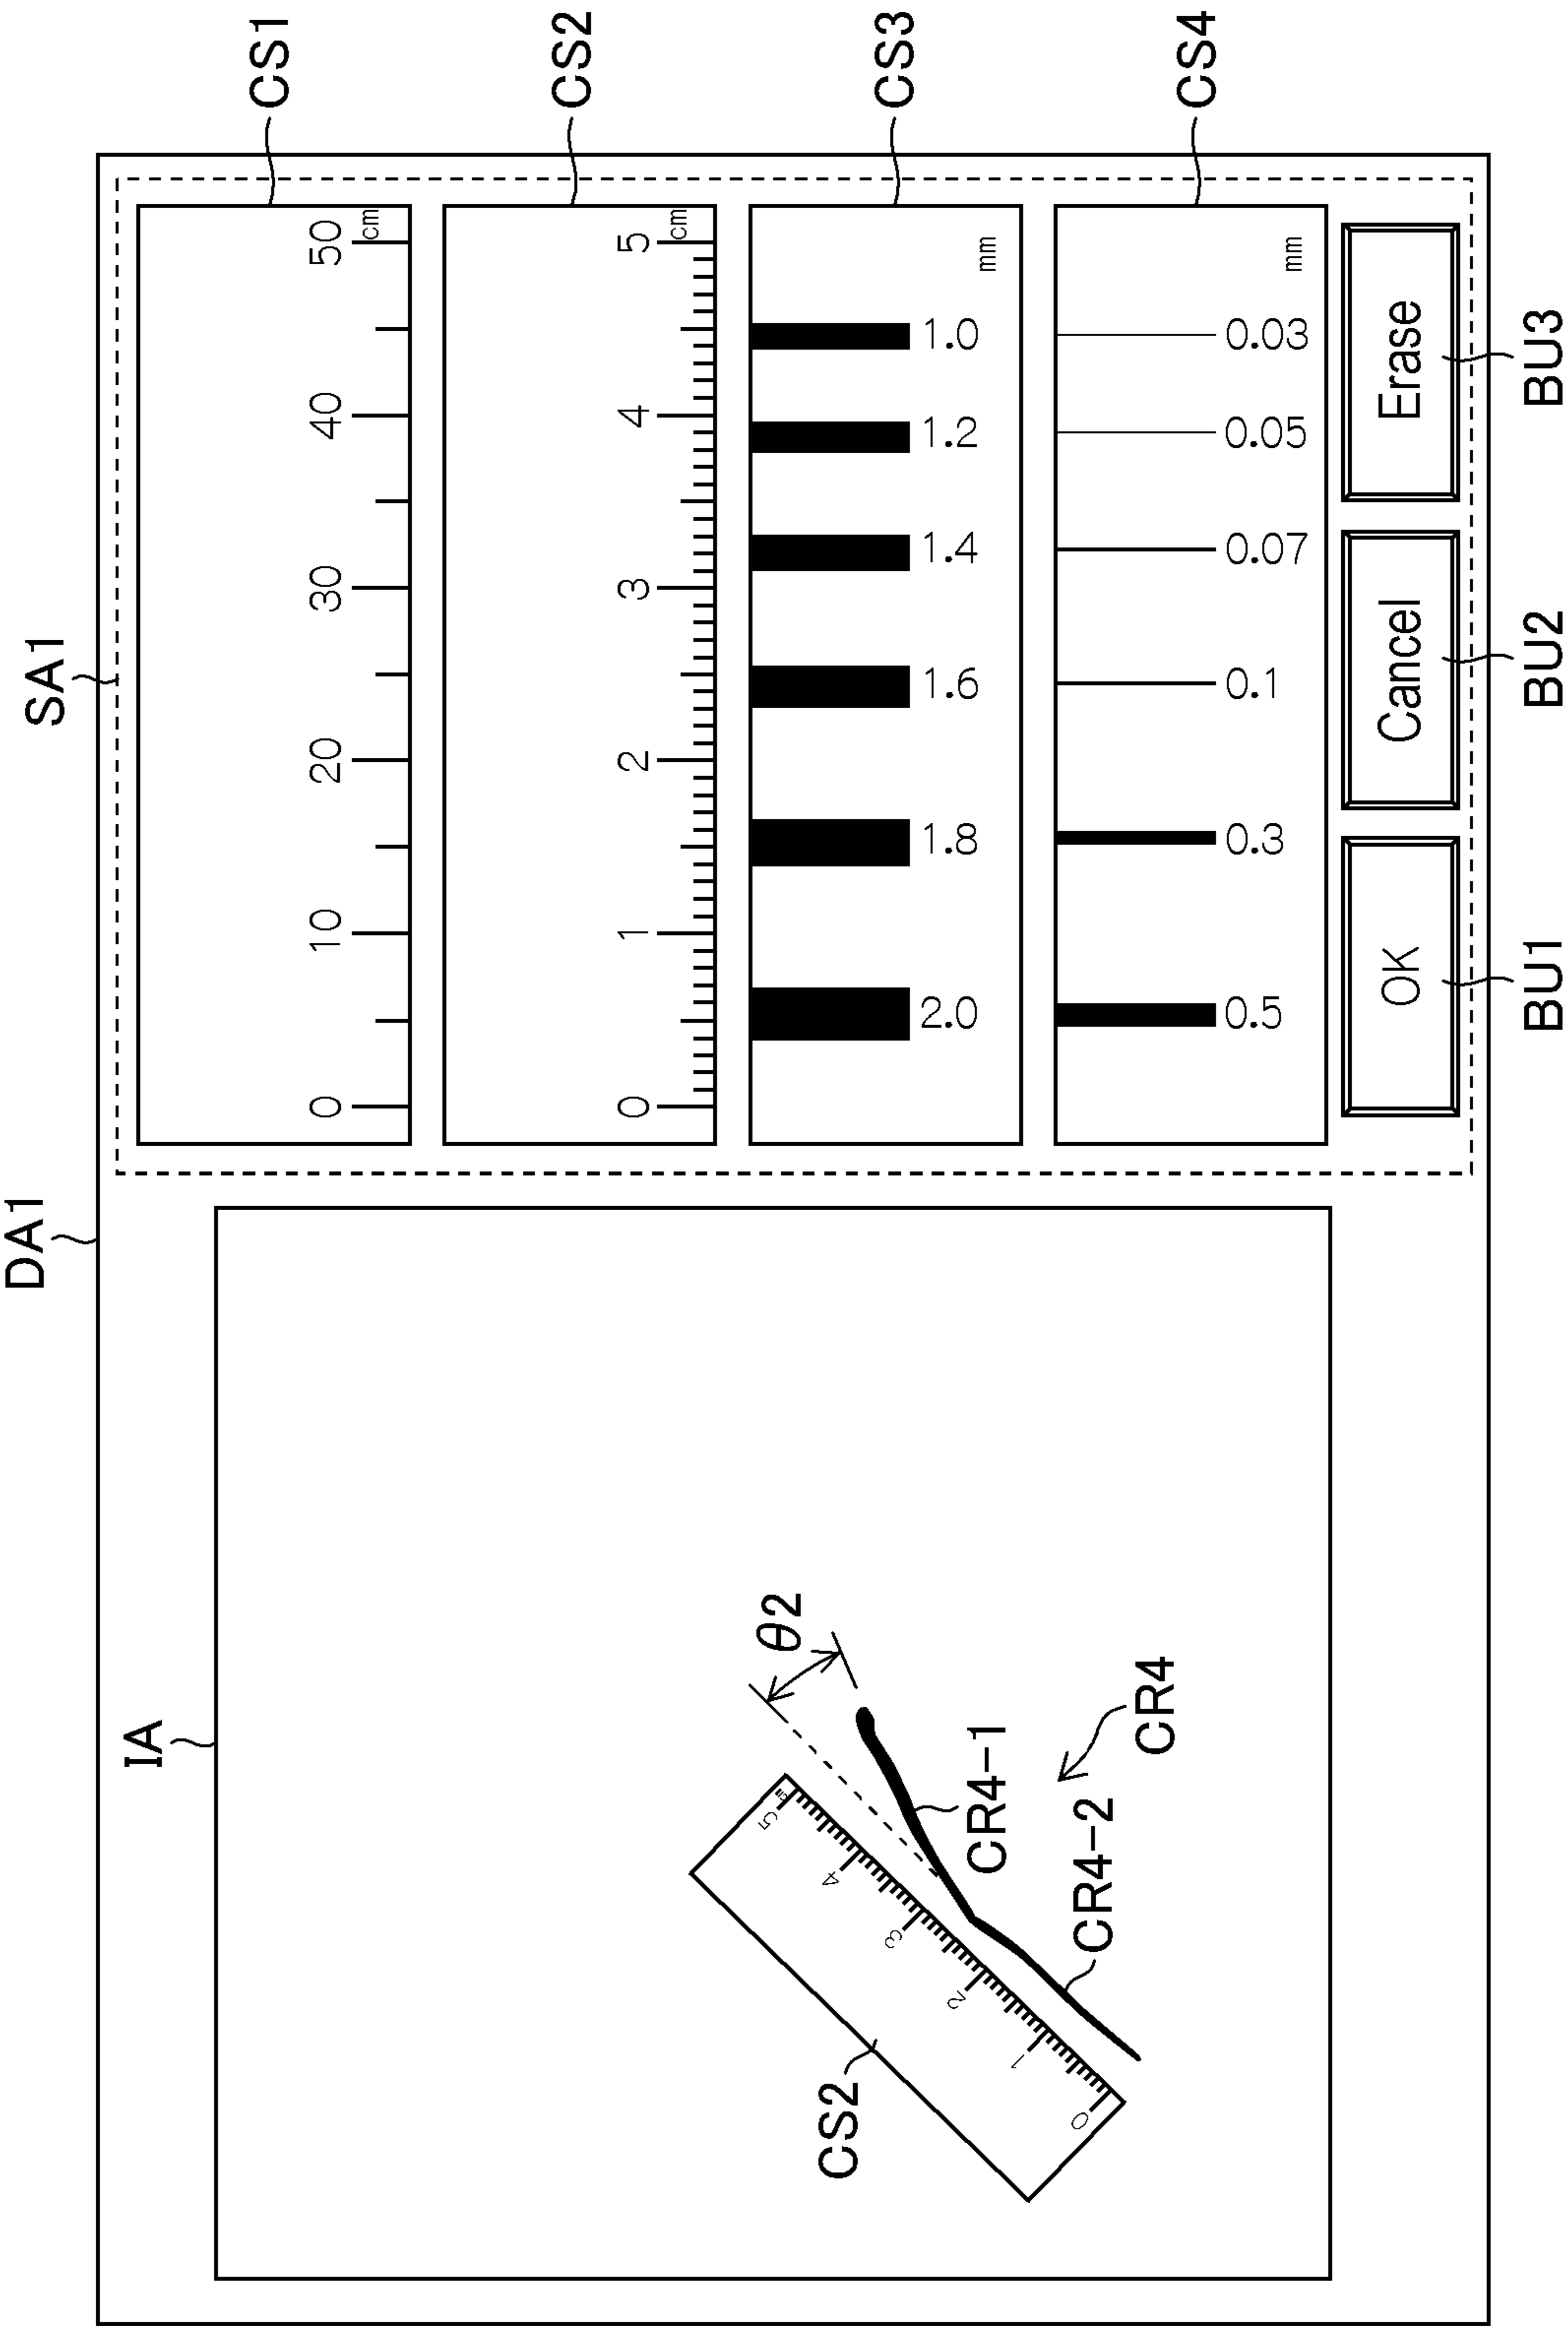 DA1
SA1
IA
CS1
0 10 20 30 40 50
cm
CS2
0 1 2 3 4 5
cm
CS3
2.0 1.8 1.6 1.4 1.2 1.0
mm
CS4
0.5 0.3 0.1 0.07 0.05 0.03
mm
OK Cancel Erase
BU1 BU2 BU3
θ2
CS2
0 1 2 3 4 5
CR4-1
CR4-2
CR4